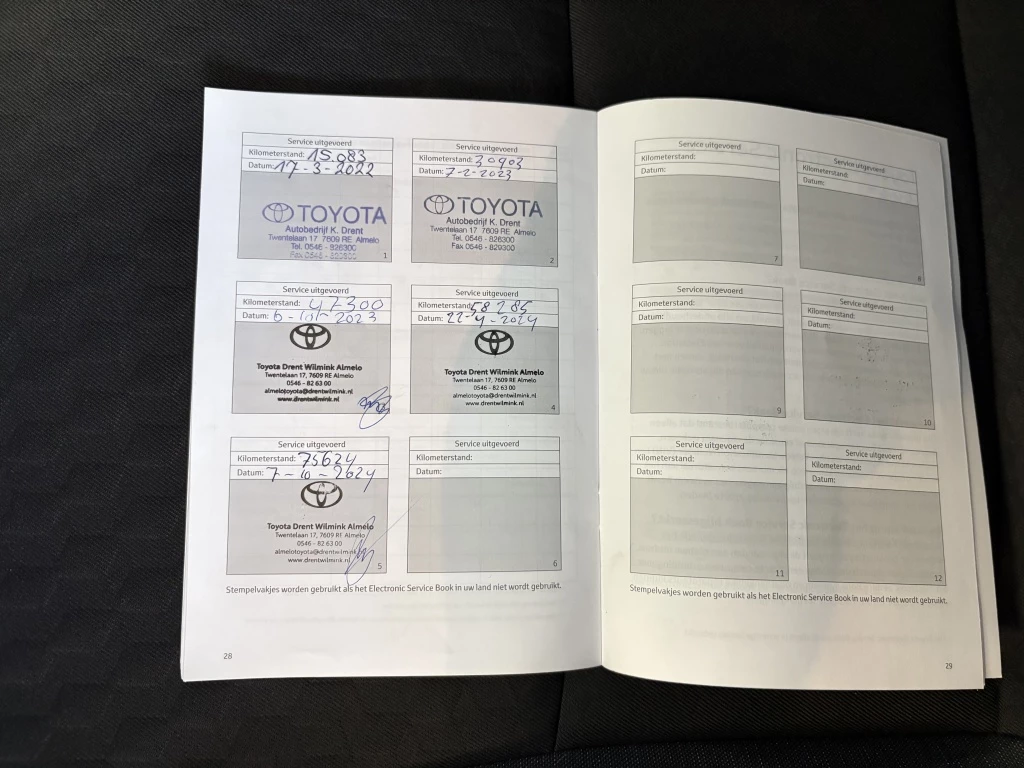 Service uitgevoerd
Kilometerstand: 15.083
Datum: 17-3-2022
TOYOTA
Autobedrijf K. Drent
Twentelaan 17 7609 RE Almelo
Tel. 0546 - 826300
Fax 0546 - 829300
1
Service uitgevoerd
Kilometerstand: 30903
Datum: 7-2-2023
TOYOTA
Autobedrijf K. Drent
Twentelaan 17 7609 RE Almelo
Tel. 0546 - 826300
Fax 0546 - 829300
2
Service uitgevoerd
Kilometerstand: 47300
Datum: 6-10-2023
Toyota Drent Wilmink Almelo
Twentelaan 17, 7609 RE Almelo
0546 - 82 63 00
almelotoyota@drentwilmink.nl
www.drentwilmink.nl
Service uitgevoerd
Kilometerstand: 58285
Datum: 22-4-2024
Toyota Drent Wilmink Almelo
Twentelaan 17, 7609 RE Almelo
0546 - 82 63 00
almelotoyota@drentwilmink.nl
www.drentwilmink.nl
4
Service uitgevoerd
Kilometerstand: 75624
Datum: 7-10-2024
Toyota Drent Wilmink Almelo
Twentelaan 17, 7609 RE Almelo
0546 - 82 63 00
almelotoyota@drentwilmink.nl
www.drentwilmink.nl
5
Service uitgevoerd
Kilometerstand:
Datum:
6
Stempelvakjes worden gebruikt als het Electronic Service Book in uw land niet wordt gebruikt.
28
Service uitgevoerd
Kilometerstand:
Datum:
7
Service uitgevoerd
Kilometerstand:
Datum:
8
Service uitgevoerd
Kilometerstand:
Datum:
9
Service uitgevoerd
Kilometerstand:
Datum:
10
Service uitgevoerd
Kilometerstand:
Datum:
11
Service uitgevoerd
Kilometerstand:
Datum:
12
Stempelvakjes worden gebruikt als het Electronic Service Book in uw land niet wordt gebruikt.
29